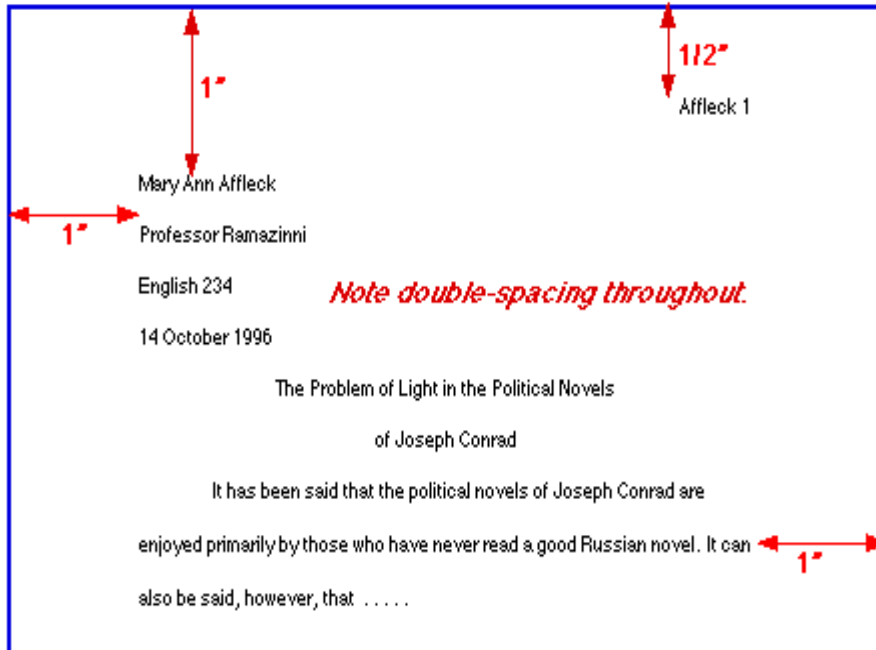 1"
1/2"
Affleck 1
Mary Ann Affleck
1"
Professor Ramazinni
English 234
Note double-spacing throughout.
14 October 1996
The Problem of Light in the Political Novels
of Joseph Conrad
It has been said that the political novels of Joseph Conrad are
enjoyed primarily by those who have never read a good Russian novel. It can
1"
also be said, however, that . . . . .